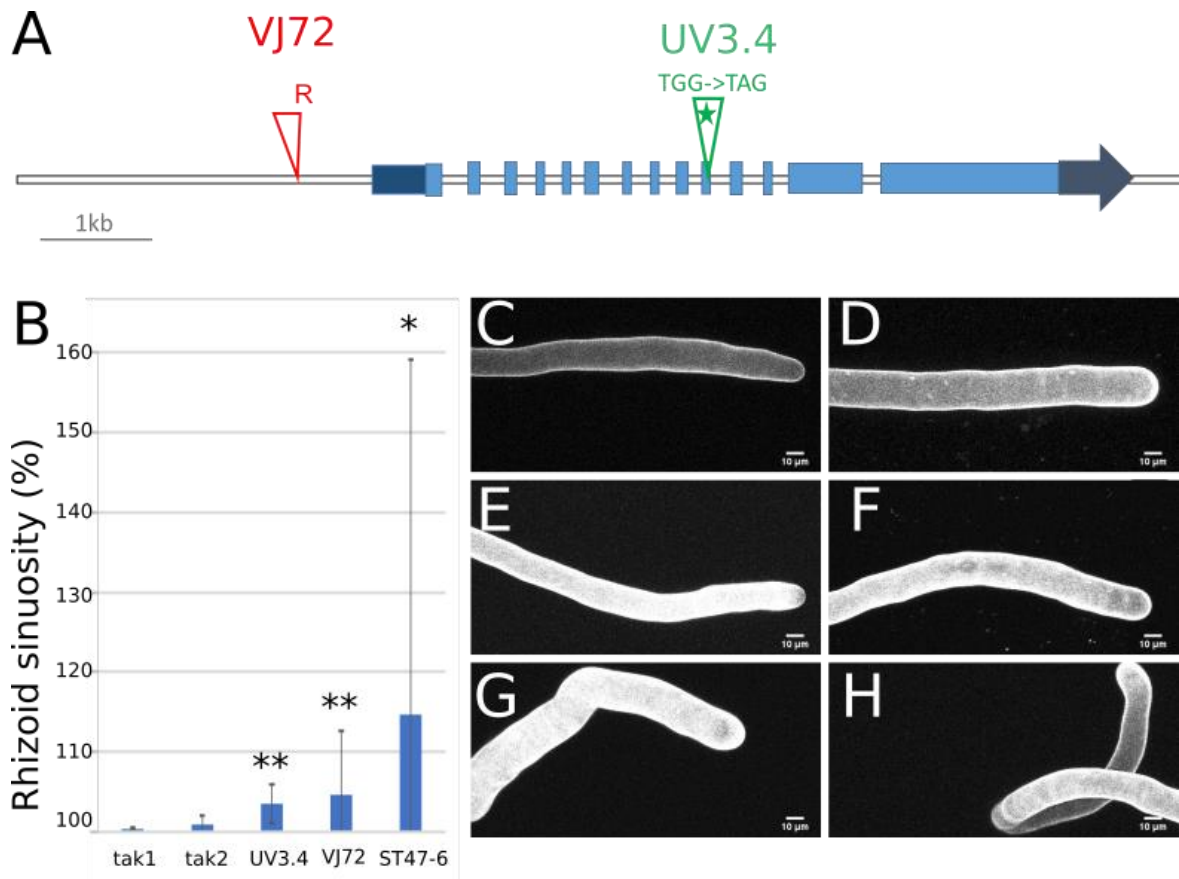 A
VJ72
R
UV3.4
TGG->TAG
1kb
B
Rhizoid sinuosity (%)
160
150
140
130
120
110
100
*
**
**
tak1 tak2 UV3.4 VJ72 ST47-6
C
10 µm
D
10 µm
E
10 µm
F
10 µm
G
10 µm
H
10 µm